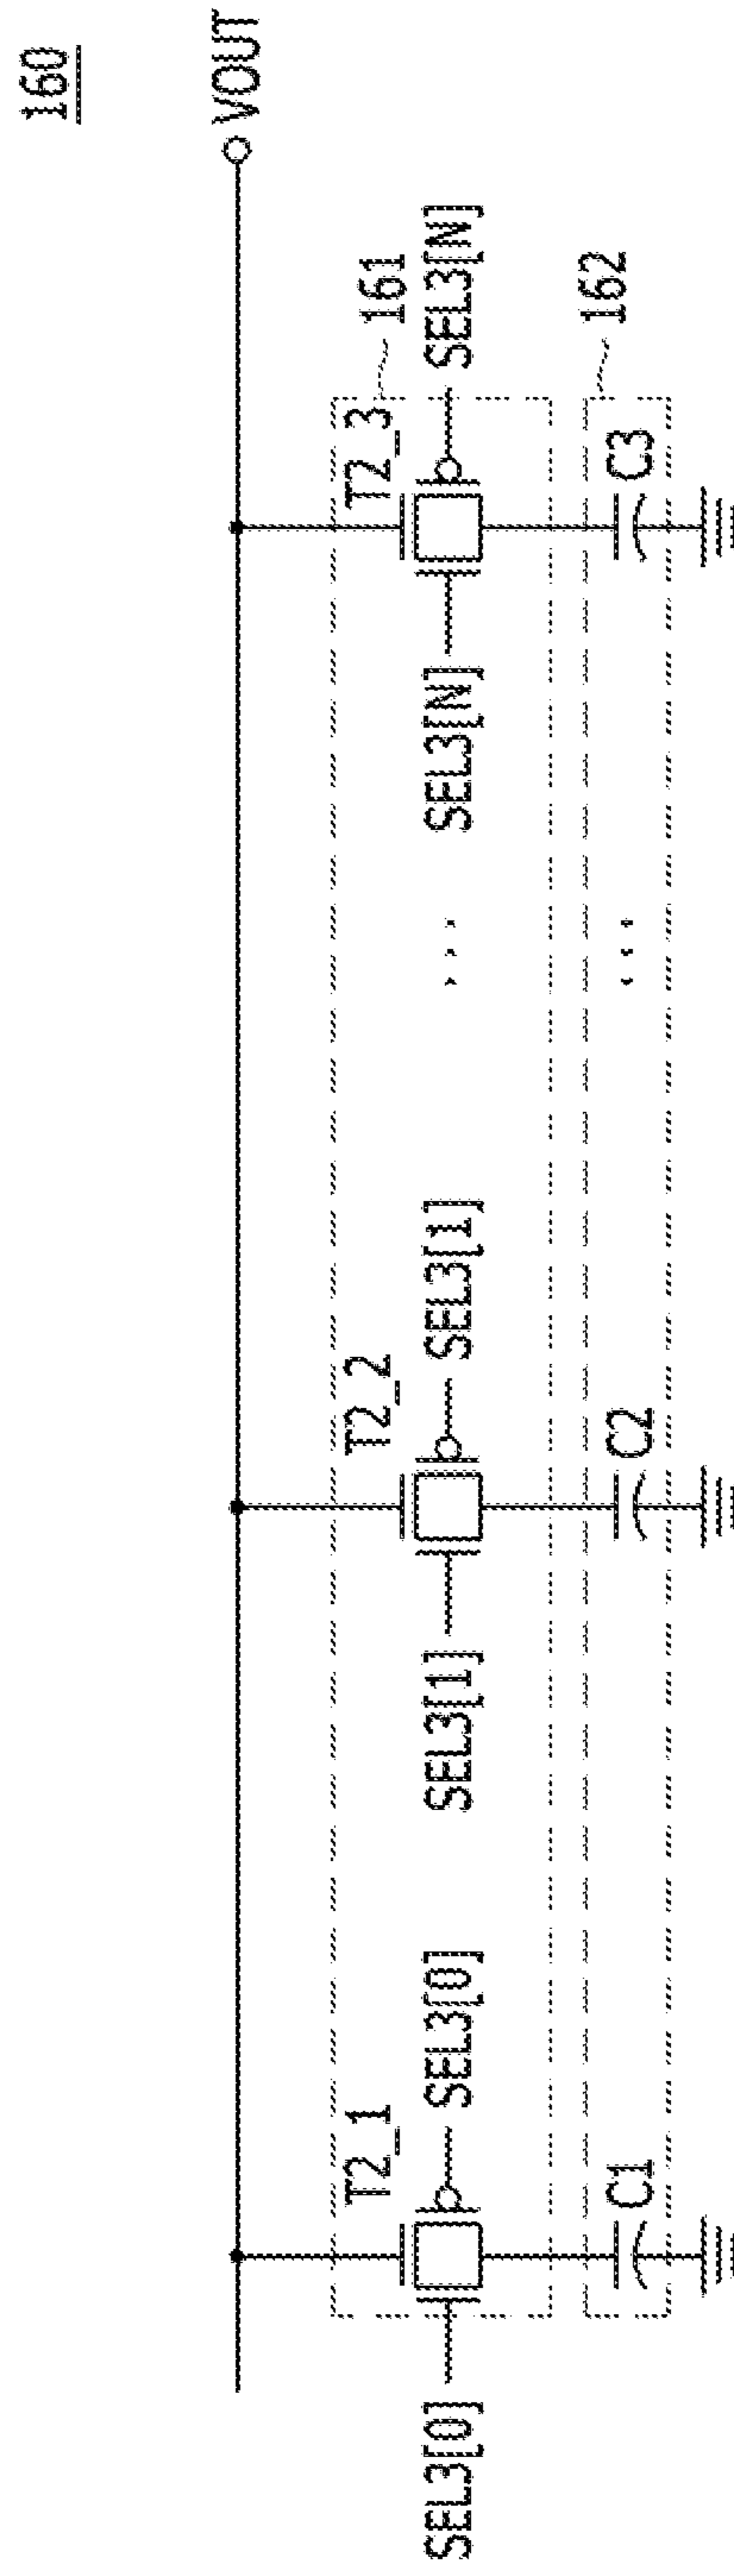 160
VOUT
161
T2_1
T2_2
T2_3
SEL3[0]
SEL3[0]
SEL3[1]
SEL3[1]
...
SEL3[N]
SEL3[N]
162
C1
C2
...
C3